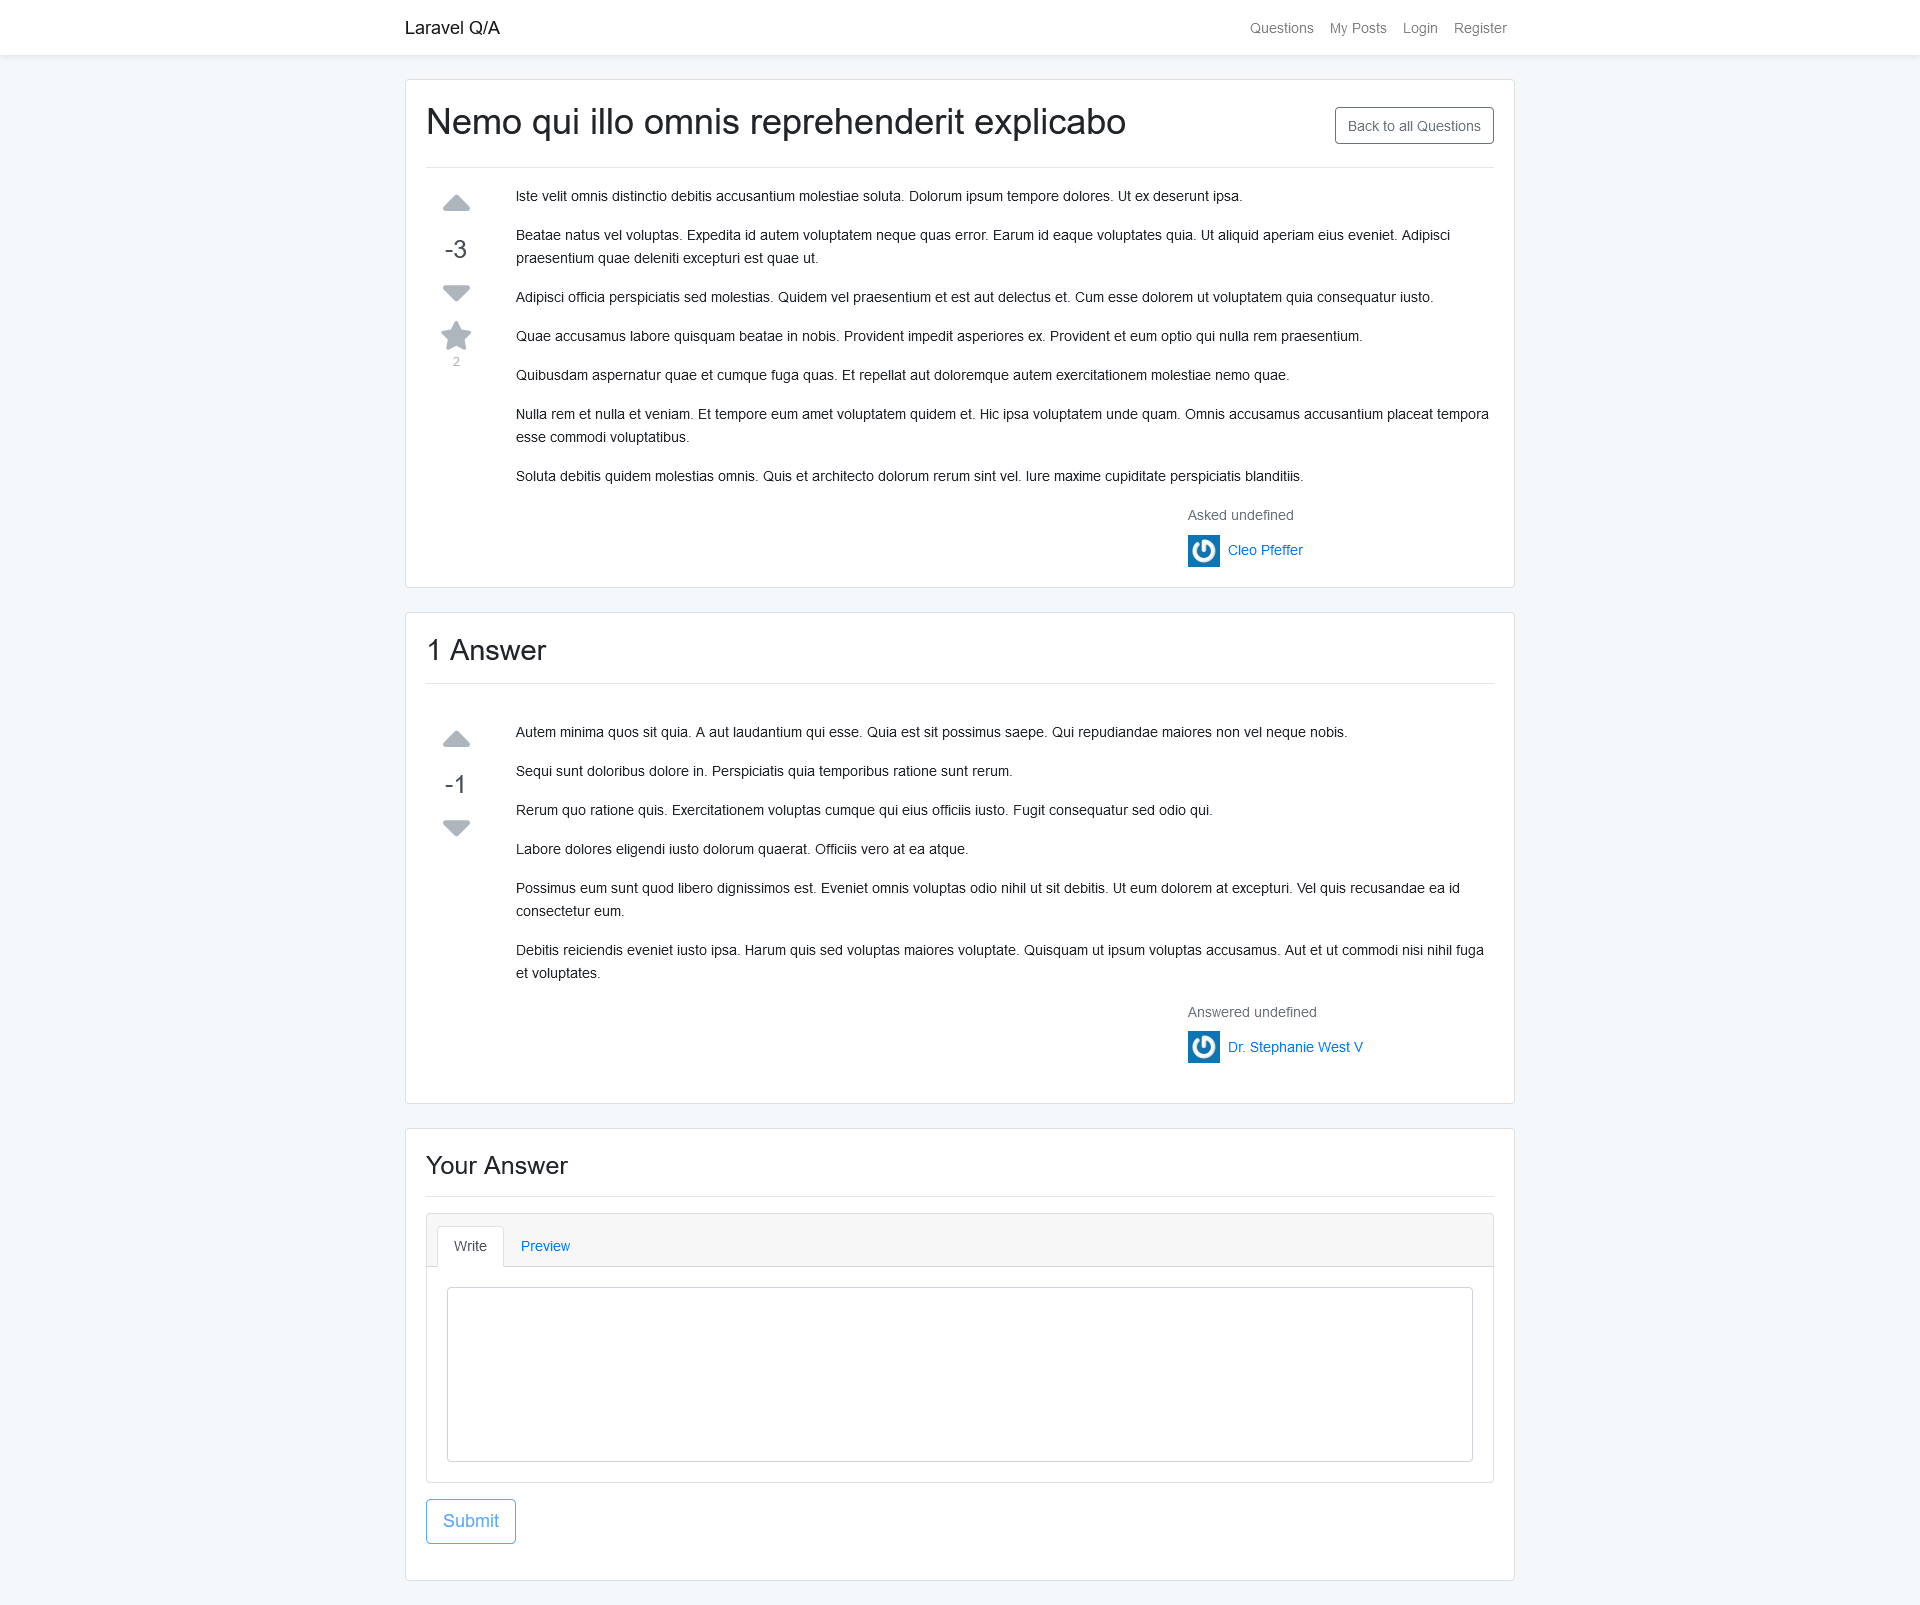 Laravel Q/A
Questions My Posts Login Register
Nemo qui illo omnis reprehenderit explicabo
Back to all Questions
Iste velit omnis distinctio debitis accusantium molestiae soluta. Dolorum ipsum tempore dolores. Ut ex deserunt ipsa.
-3
Beatae natus vel voluptas. Expedita id autem voluptatem neque quas error. Earum id eaque voluptates quia. Ut aliquid aperiam eius eveniet. Adipisci
praesentium quae deleniti excepturi est quae ut.
Adipisci officia perspiciatis sed molestias. Quidem vel praesentium et est aut delectus et. Cum esse dolorem ut voluptatem quia consequatur iusto.
Quae accusamus labore quisquam beatae in nobis. Provident impedit asperiores ex. Provident et eum optio qui nulla rem praesentium.
2
Quibusdam aspernatur quae et cumque fuga quas. Et repellat aut doloremque autem exercitationem molestiae nemo quae.
Nulla rem et nulla et veniam. Et tempore eum amet voluptatem quidem et. Hic ipsa voluptatem unde quam. Omnis accusamus accusantium placeat tempora
esse commodi voluptatibus.
Soluta debitis quidem molestias omnis. Quis et architecto dolorum rerum sint vel. Iure maxime cupiditate perspiciatis blanditiis.
Asked undefined
Cleo Pfeffer
1 Answer
Autem minima quos sit quia. A aut laudantium qui esse. Quia est sit possimus saepe. Qui repudiandae maiores non vel neque nobis.
-1
Sequi sunt doloribus dolore in. Perspiciatis quia temporibus ratione sunt rerum.
Rerum quo ratione quis. Exercitationem voluptas cumque qui eius officiis iusto. Fugit consequatur sed odio qui.
Labore dolores eligendi iusto dolorum quaerat. Officiis vero at ea atque.
Possimus eum sunt quod libero dignissimos est. Eveniet omnis voluptas odio nihil ut sit debitis. Ut eum dolorem at excepturi. Vel quis recusandae ea id
consectetur eum.
Debitis reiciendis eveniet iusto ipsa. Harum quis sed voluptas maiores voluptate. Quisquam ut ipsum voluptas accusamus. Aut et ut commodi nisi nihil fuga
et voluptates.
Answered undefined
Dr. Stephanie West V
Your Answer
Write Preview
Submit